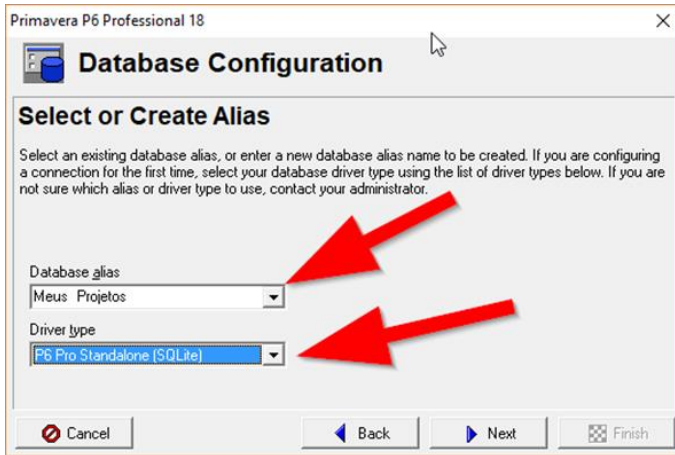 Primavera P6 Professional 18
Database Configuration
Select or Create Alias
Select an existing database alias, or enter a new database alias name to be created. If you are configuring
a connection for the first time, select your database driver type using the list of driver types below. If you are
not sure which alias or driver type to use, contact your administrator.
Database alias
Meus Projetos
Driver type
P6 Pro Standalone (SQLite)
Cancel
Back
Next
Finish